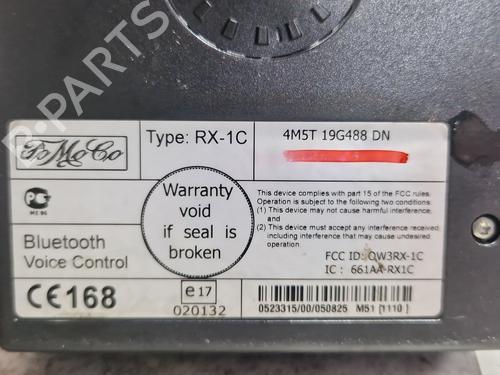 B-PARTS
FoMoCo
Type: RX-1C
4M5T 19G488 DN
Warranty
void
if seal is
broken
This device complies with part 15 of the FCC rules.
Operation is subject to the following two conditions.
(1) This device may not cause harmful interference;
and
(2) This device must accept any interference received,
including interference that may cause undesired
operation.
Bluetooth
Voice Control
FCC ID: QW3RX-1C
IC : 661AA-RX1C
CE168
e17
020132
0523315/00/050825 M51 [1110]